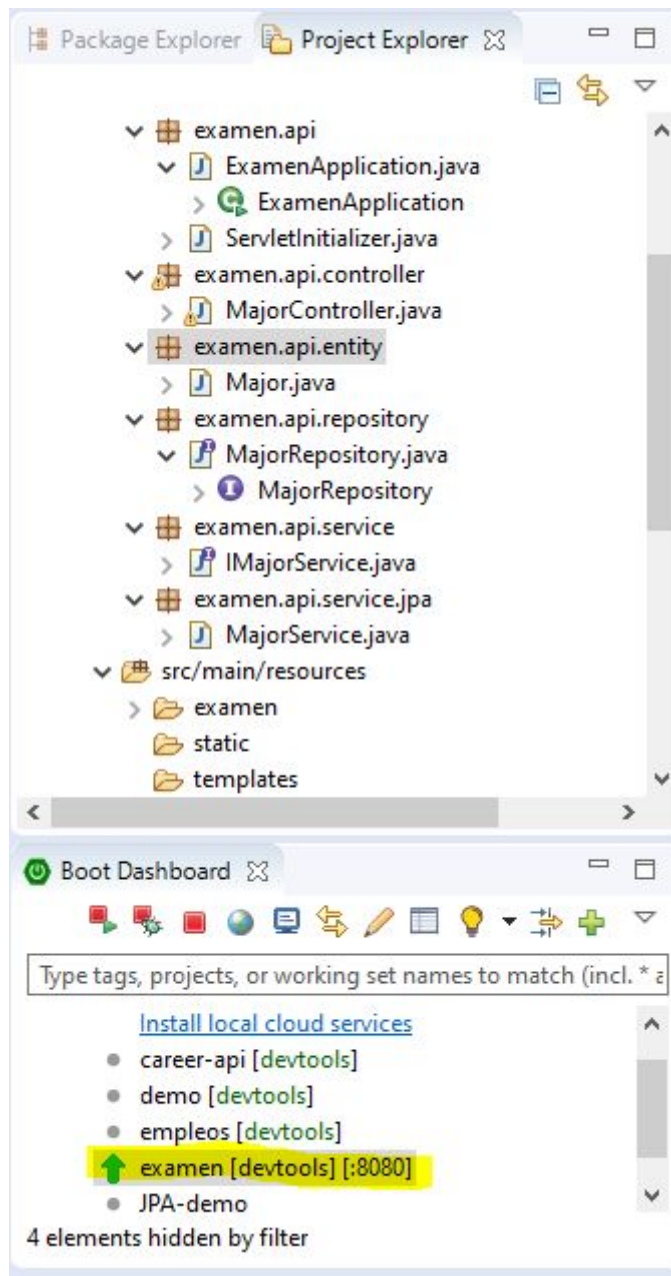 Package Explorer Project Explorer
examen.api
ExamenApplication.java
ExamenApplication
ServletInitializer.java
examen.api.controller
MajorController.java
examen.api.entity
Major.java
examen.api.repository
MajorRepository.java
MajorRepository
examen.api.service
IMajorService.java
examen.api.service.jpa
MajorService.java
src/main/resources
examen
static
templates
Boot Dashboard
Type tags, projects, or working set names to match (incl. * a
Install local cloud services
career-api [devtools]
demo [devtools]
empleos [devtools]
examen [devtools] [:8080]
JPA-demo
4 elements hidden by filter